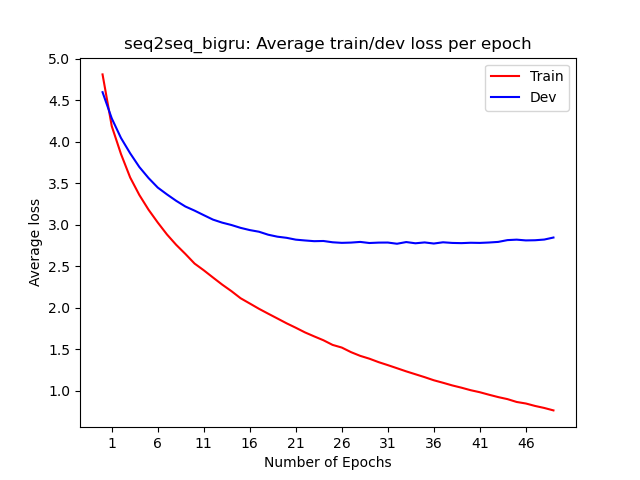 seq2seq_bigru: Average train/dev loss per epoch
Train
Dev
5.0
4.5
4.0
3.5
3.0
2.5
2.0
1.5
1.0
Average loss
1 6 11 16 21 26 31 36 41 46
Number of Epochs